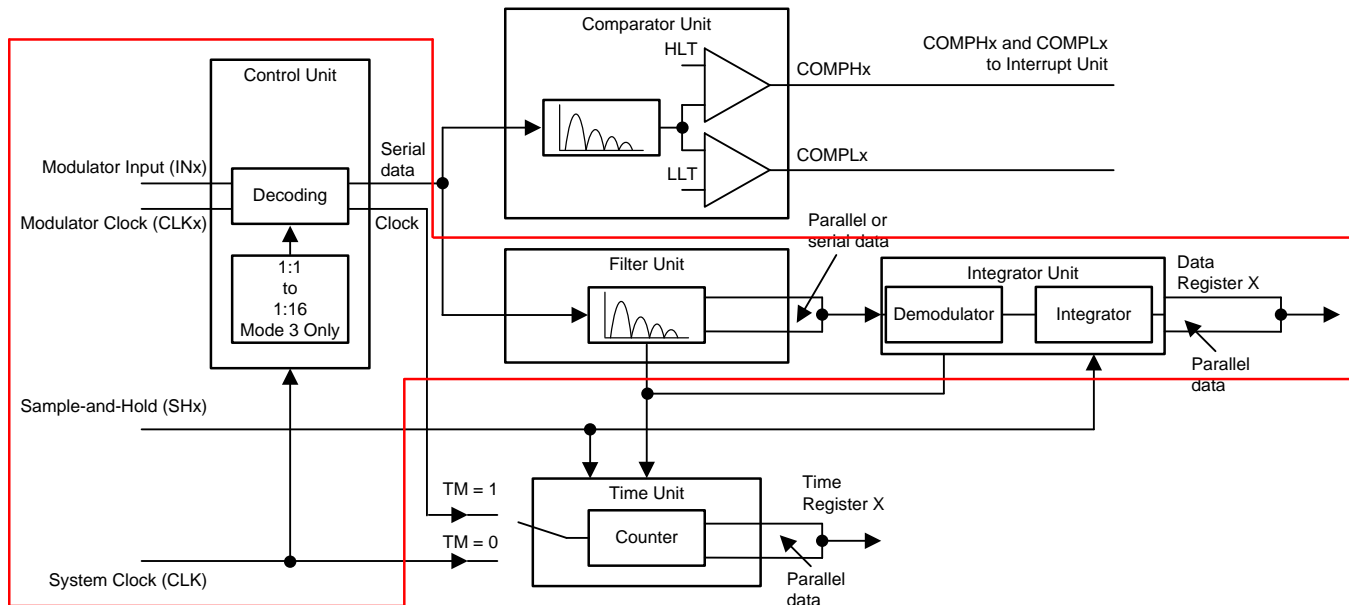 Comparator Unit
HLT
COMPHx
COMPHx and COMPLx
to Interrupt Unit
LLT
COMPLx
Control Unit
Modulator Input (INx)
Modulator Clock (CLKx)
Decoding
Serial
data
Clock
1:1
to
1:16
Mode 3 Only
Parallel or
serial data
Filter Unit
Integrator Unit
Demodulator
Integrator
Data
Register X
Parallel
data
Sample-and-Hold (SHx)
TM = 1
TM = 0
System Clock (CLK)
Time Unit
Counter
Time
Register X
Parallel
data